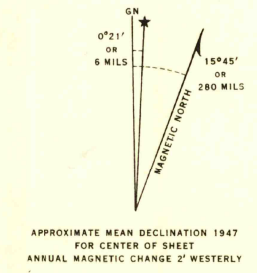 GN
0°21′
OR
6 MILS
15°45′
OR
280 MILS
MAGNETIC NORTH
APPROXIMATE MEAN DECLINATION 1947
FOR CENTER OF SHEET
ANNUAL MAGNETIC CHANGE 2′ WESTERLY